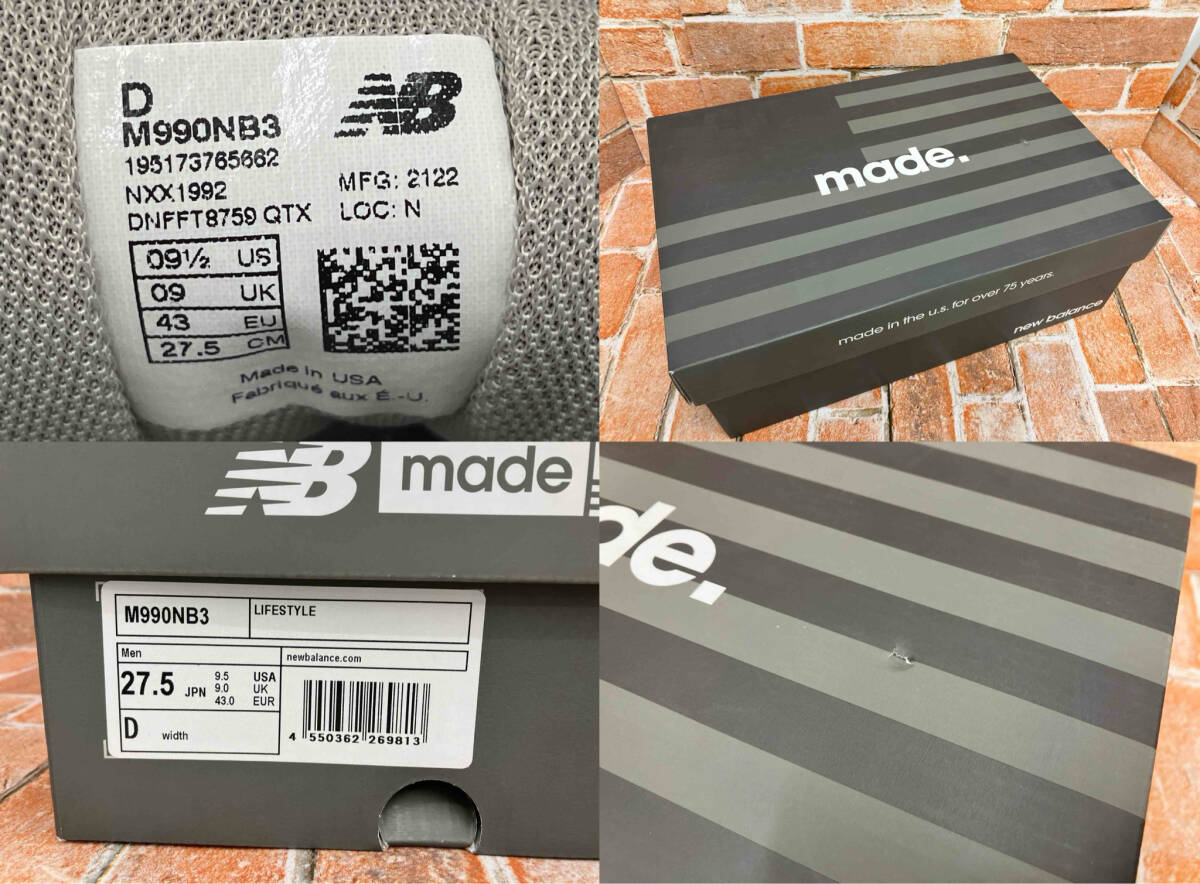 D
M990NB3
195173765662
NXX1992
DNFFT8759 QTX
NB
MFG: 2122
LOC: N
09½ US
09 UK
43 EU
27.5 CM
Made in USA
Fabriqué aux É.-U.
made.
made in the u.s. for over 75 years.
new balance
NB made
M990NB3 LIFESTYLE
Men newbalance.com
27.5 JPN
9.5 USA
9.0 UK
43.0 EUR
D width
4 550362 269813
de.